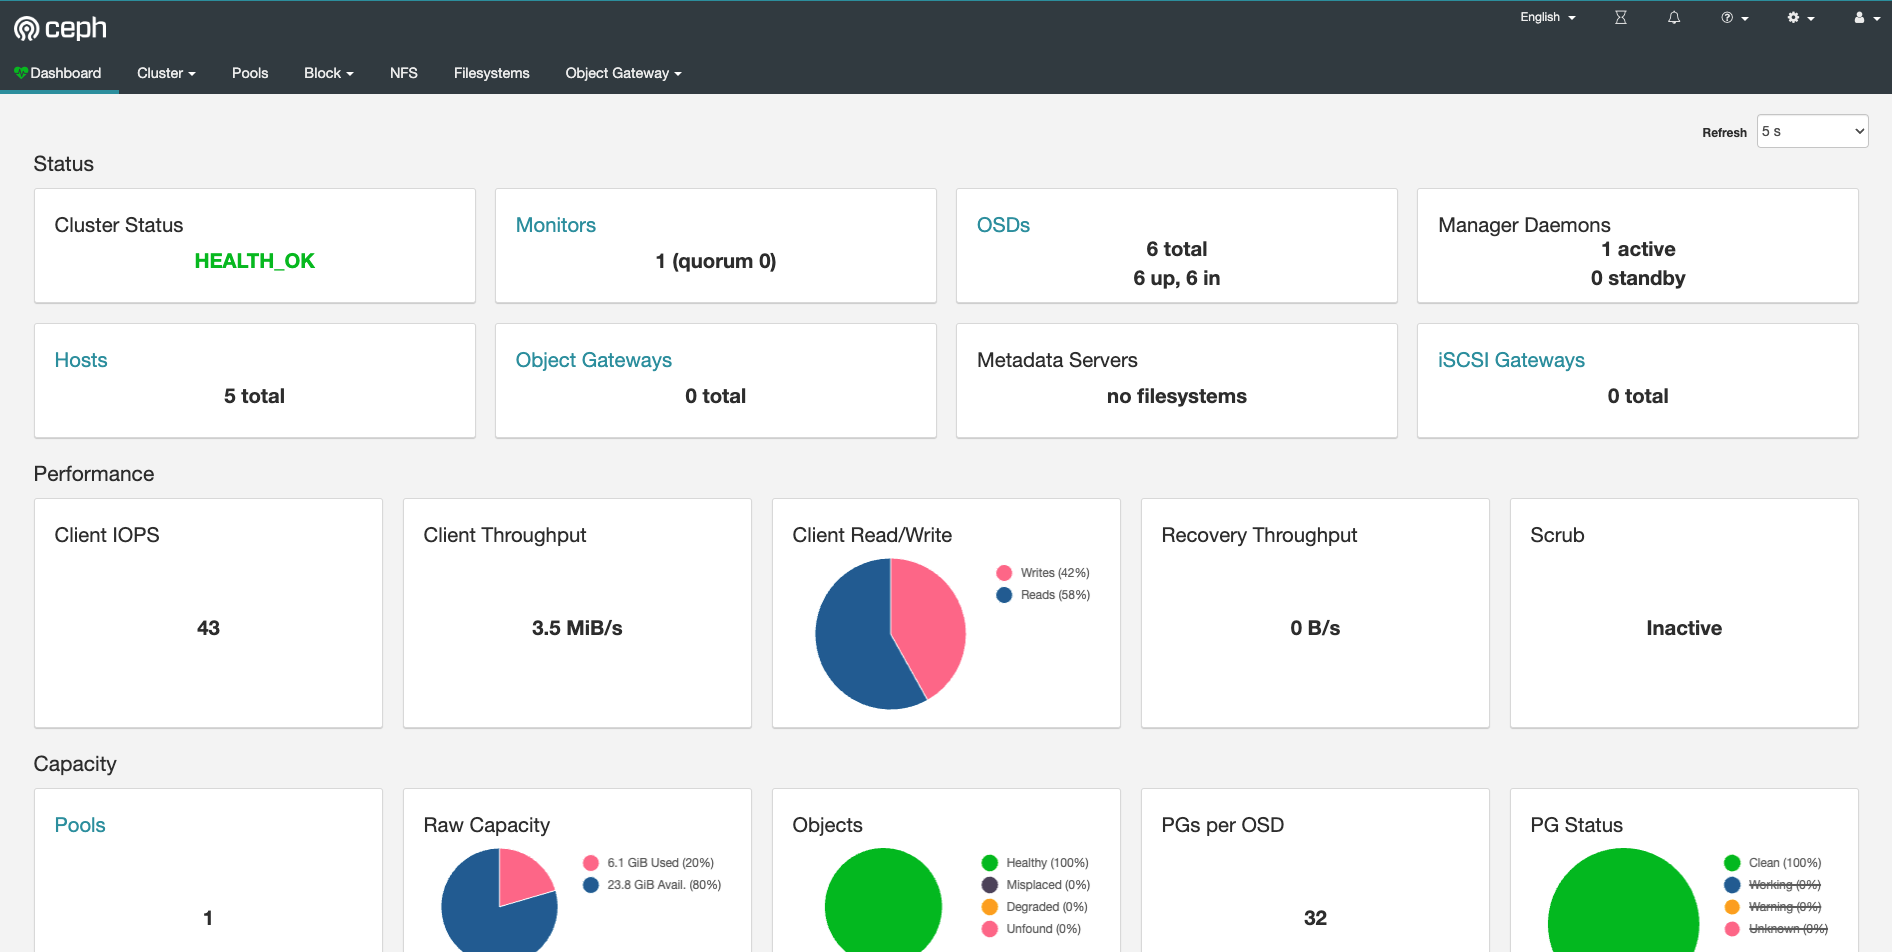 ceph
English
Dashboard
Cluster
Pools
Block
NFS
Filesystems
Object Gateway
Refresh
5 s
Status
Cluster Status
HEALTH_OK
Monitors
1 (quorum 0)
OSDs
6 total
6 up, 6 in
Manager Daemons
1 active
0 standby
Hosts
5 total
Object Gateways
0 total
Metadata Servers
no filesystems
iSCSI Gateways
0 total
Performance
Client IOPS
43
Client Throughput
3.5 MiB/s
Client Read/Write
Writes (42%)
Reads (58%)
Recovery Throughput
0 B/s
Scrub
Inactive
Capacity
Pools
1
Raw Capacity
6.1 GiB Used (20%)
23.8 GiB Avail. (80%)
Objects
Healthy (100%)
Misplaced (0%)
Degraded (0%)
Unfound (0%)
PGs per OSD
32
PG Status
Clean (100%)
Working (0%)
Warning (0%)
Unknown (0%)